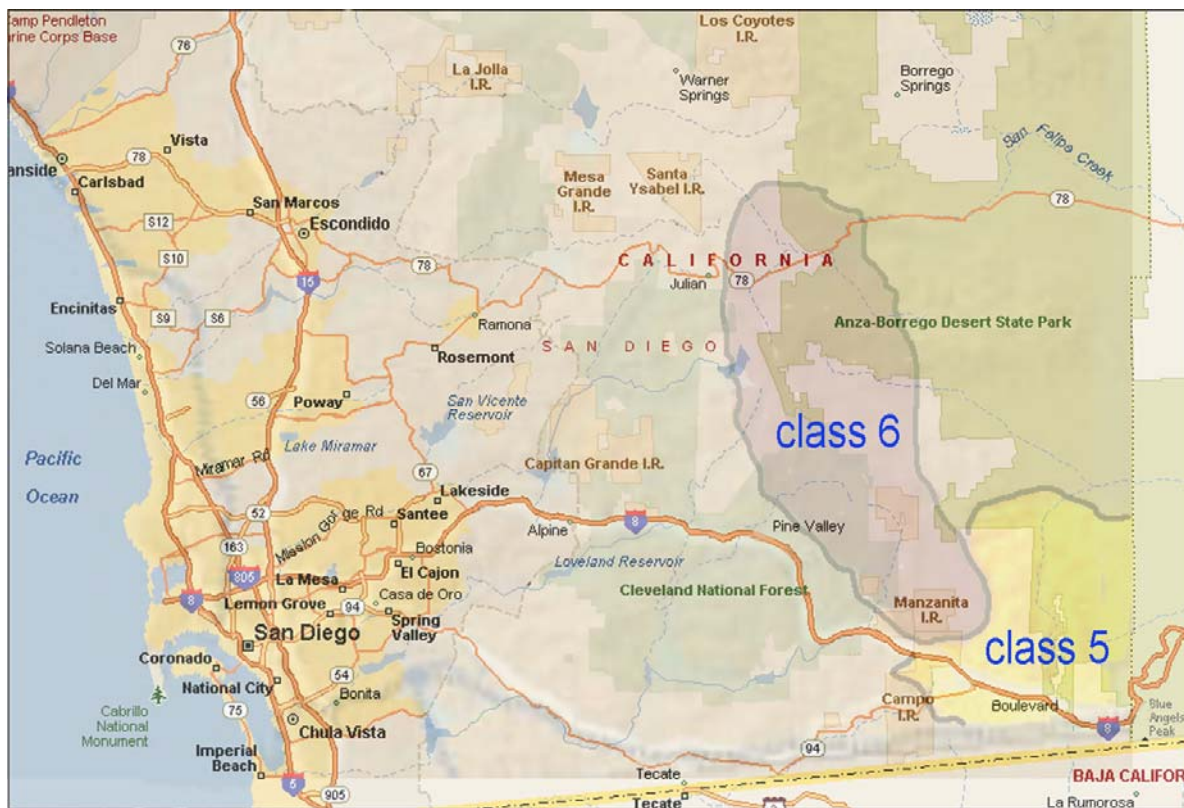 Camp Pendleton
arine Corps Base
76
Los Coyotes
I.R.
La Jolla
I.R.
Warner
Springs
Borrego
Springs
San Felipe Creek
Vista
78
anside
Carlsbad
San Marcos
S12
Escondido
S10
Mesa
Grande
I.R.
Santa
Ysabel I.R.
78
78
CALIFORNIA
15
Julian
78
Encinitas
S9
S6
Ramona
Solana Beach
Rosemont
SAN DIEGO
Anza-Borrego Desert State Park
Del Mar
56
Poway
San Vicente
Reservoir
Lake Miramar
class 6
Pacific
Ocean
Miramar Rd
67
Capitan Grande I.R.
Lakeside
52
Mission Gorge Rd
Santee
Alpine
8
Pine Valley
163
Bostonia
Loveland Reservoir
805
El Cajon
La Mesa
Cleveland National Forest
8
Casa de Oro
Lemon Grove
94
Spring
Valley
Manzanita
I.R.
San Diego
class 5
Coronado
National City
54
Bonita
Cabrillo
National
Monument
75
Chula Vista
Campo
I.R.
Boulevard
8
Blue
Angels
Peak
94
Imperial
Beach
5
905
Tecate
Tecate
BAJA CALIFOR
La Rumorosa